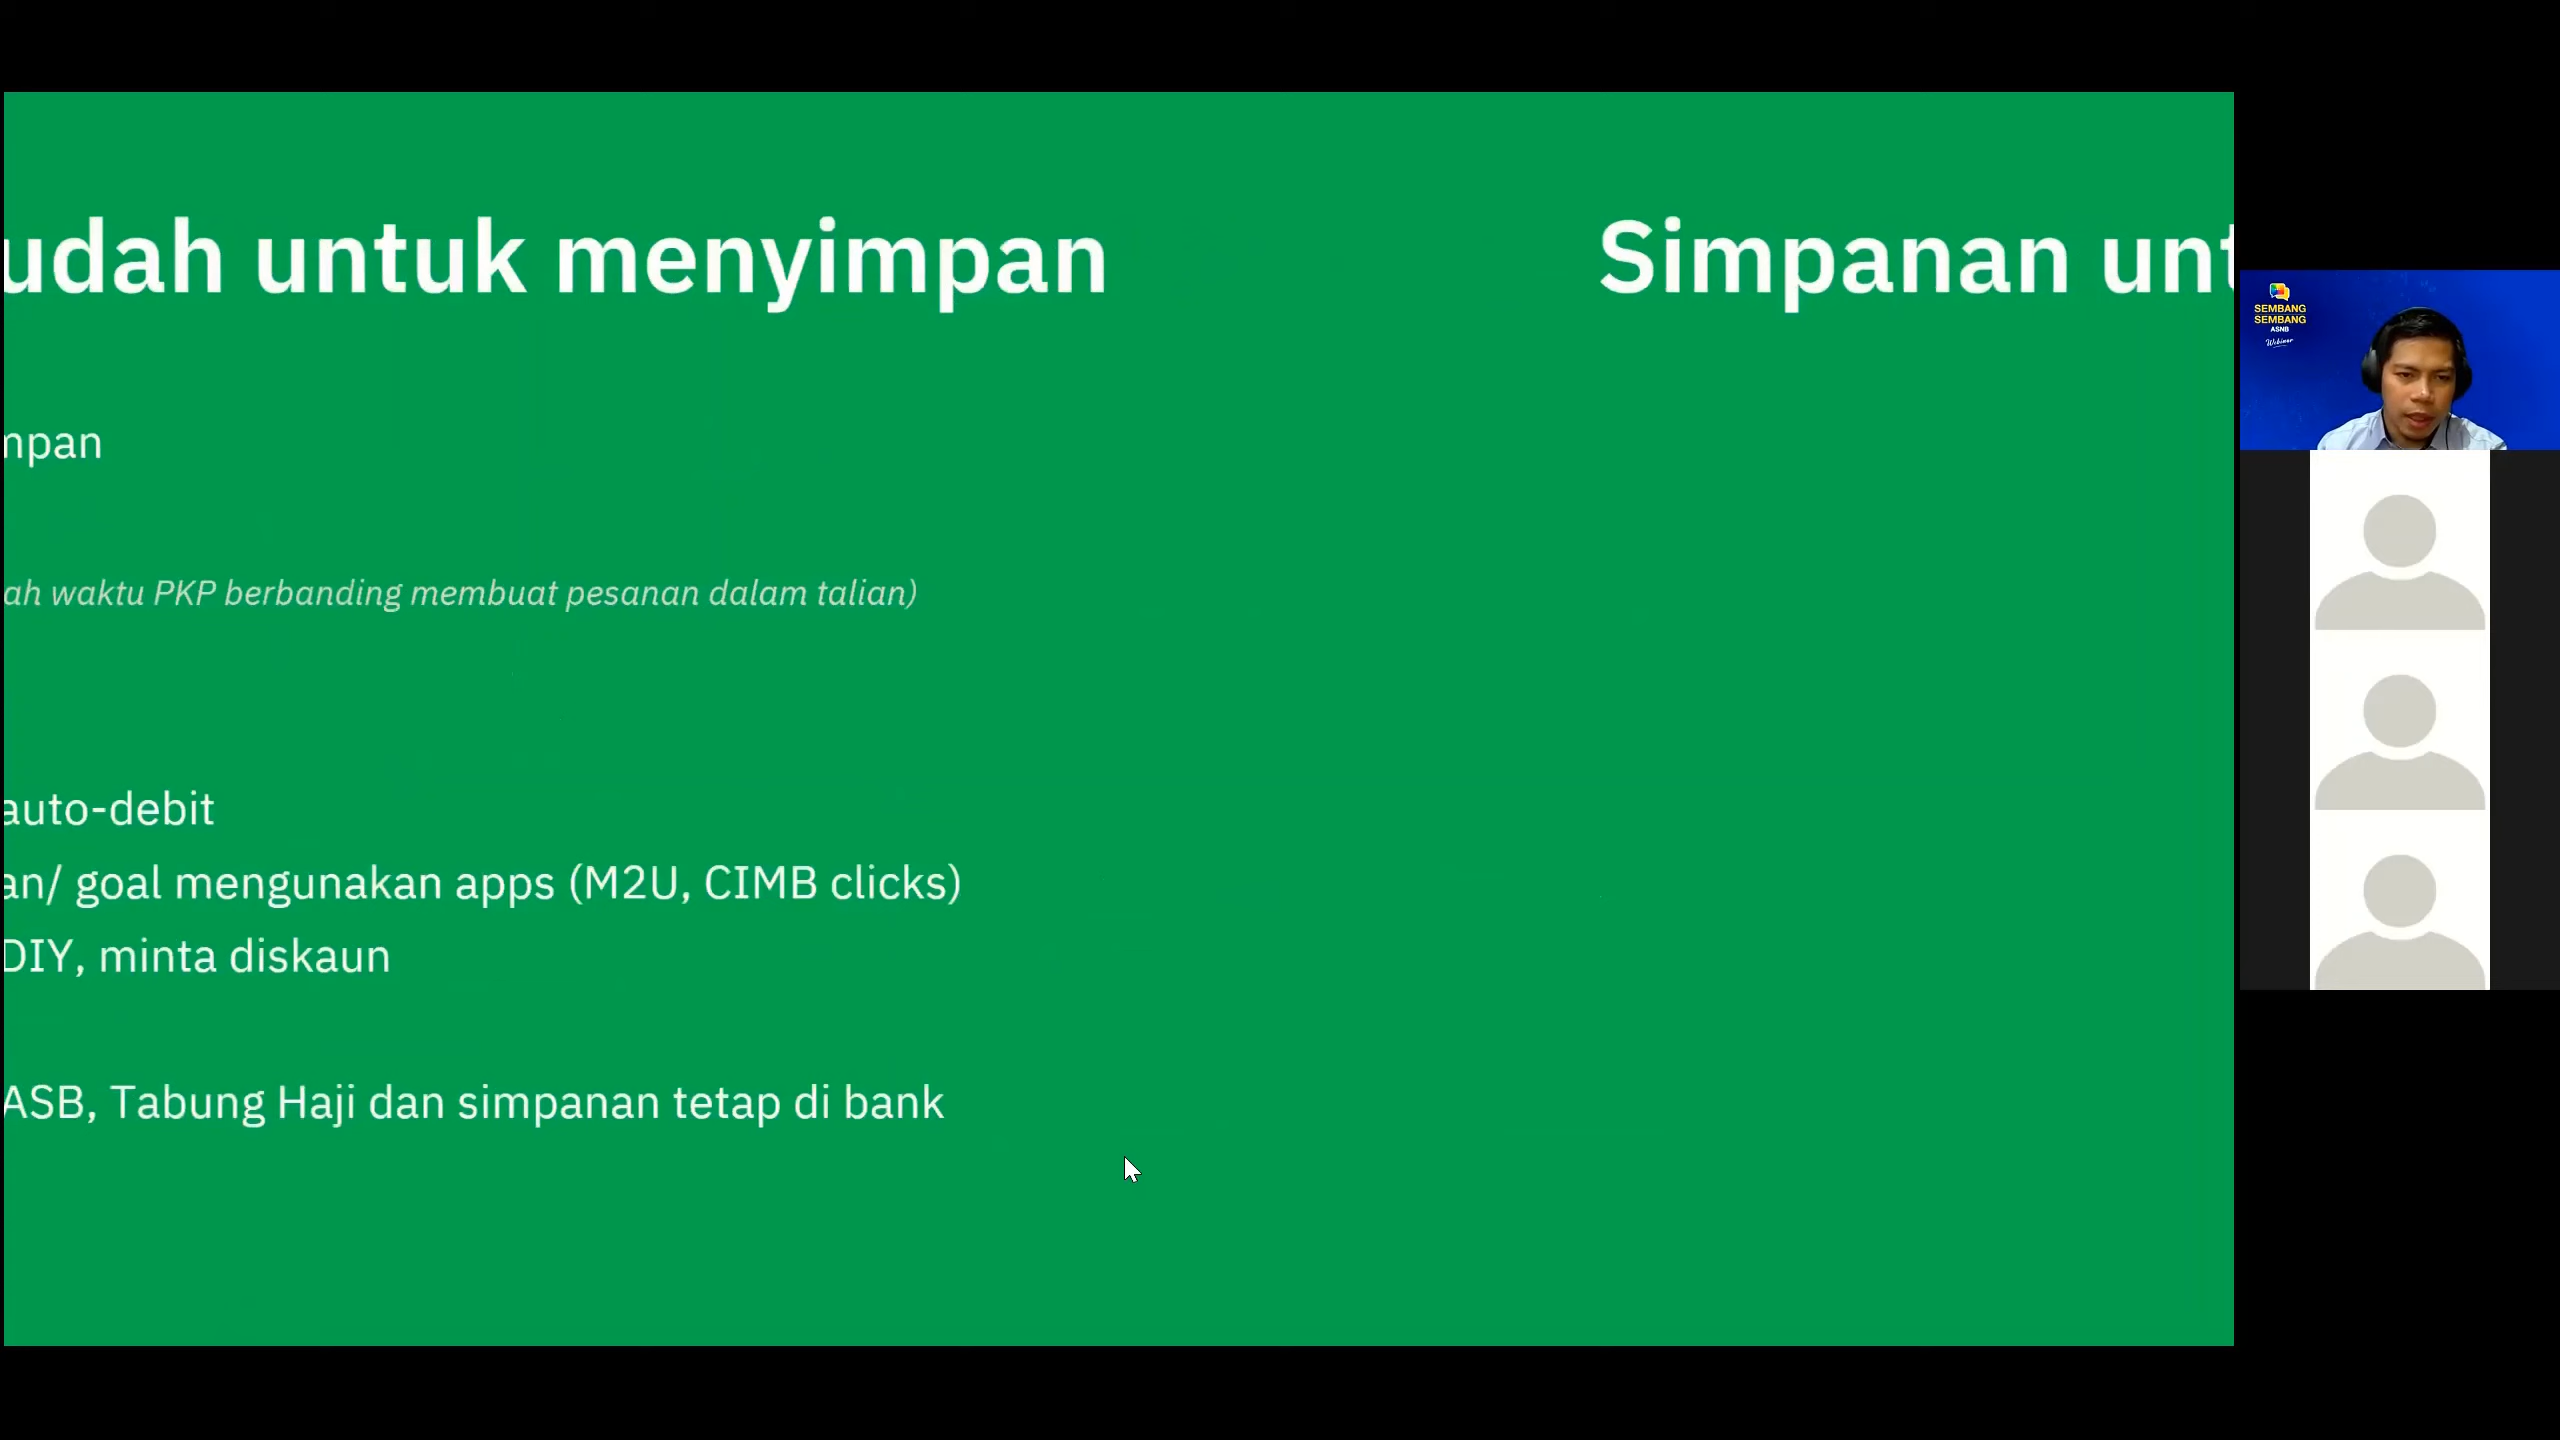 udah untuk menyimpan
mpan
ah waktu PKP berbanding membuat pesanan dalam talian)
auto-debit
an/ goal mengunakan apps (M2U, CIMB clicks)
DIY, minta diskaun
ASB, Tabung Haji dan simpanan tetap di bank
Simpanan unt
SEMBANG
SEMBANG
ASNB
Webinar